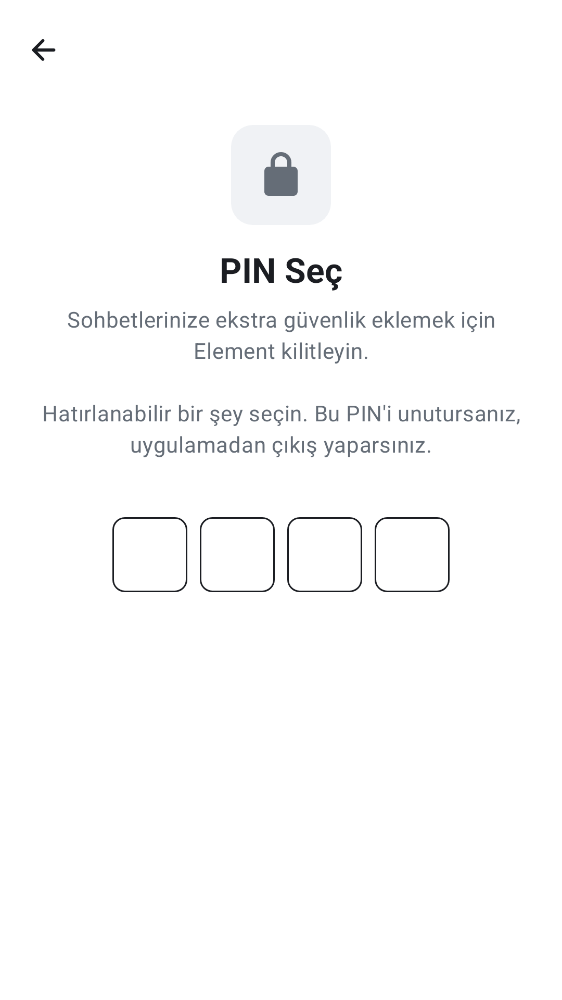 PIN Seç
Sohbetlerinize ekstra güvenlik eklemek için
Element kilitleyin.
Hatırlanabilir bir şey seçin. Bu PIN'i unutursanız,
uygulamadan çıkış yaparsınız.